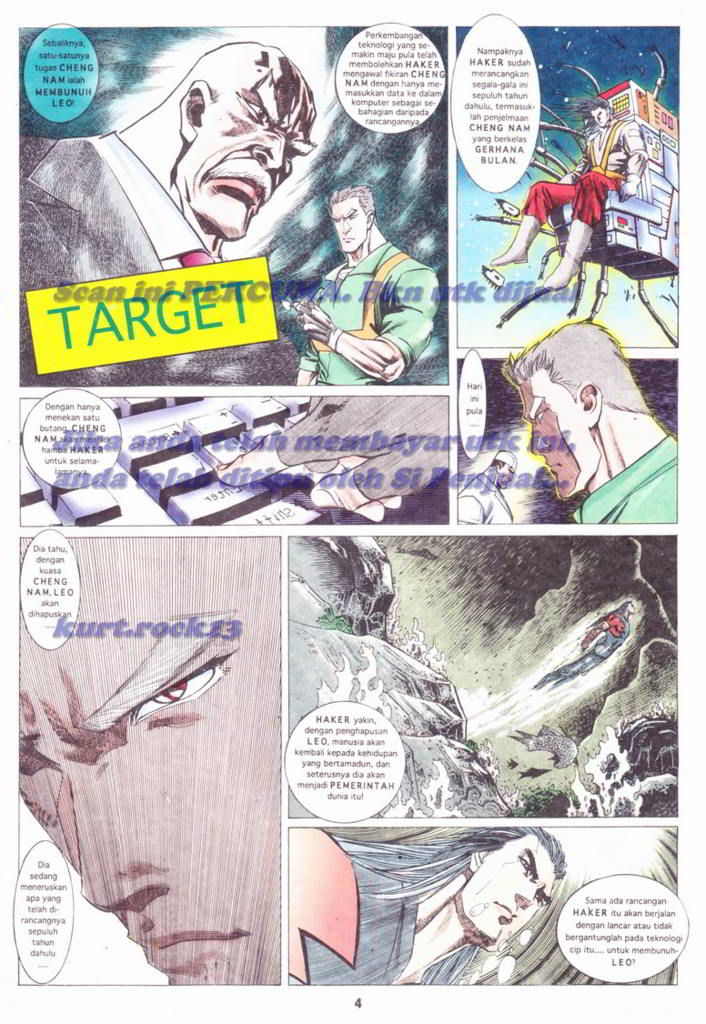 Sebaliknya,
satu-satunya
tugas CHENG
NAM ialah
MEMBUNUH
LEO!
Perkembangan
teknologi yang se-
makin maju pula telah
membolehkan HAKER
mengawal fikiran CHENG
NAM dengan hanya me-
masukkan data ke dalam
komputer sebagai se-
bahagian daripada
rancangannya.
Nampaknya
HAKER sudah
merancangkan
segala-gala ini
sepuluh tahun
dahulu, termasuk-
lah penjelmaan
CHENG NAM
yang berkelas
GERHANA
BULAN.
TARGET
Scan ini PERCUMA. Bkn utk dijual
Dengan hanya
menekan satu
butang, CHENG
NAM akan menjadi
hamba HAKER
untuk selama-
lamanya.
Hari
ini
pula
....
Jika anda telah membayar utk ini,
anda telah ditipu oleh Si Penjual.
Enter
Shift
Dia tahu,
dengan
kuasa
CHENG
NAM, LEO
akan
dihapuskan
....
kurt.rock23
HAKER yakin,
dengan penghapusan
LEO, manusia akan
kembali kepada kehidupan
yang bertamadun, dan
seterusnya dia akan
menjadi PEMERINTAH
dunia itu!
Dia
sedang
meneruskan
apa yang
telah di-
rancangnya
sepuluh
tahun
dahulu
....
Sama ada rancangan
HAKER itu akan berjalan
dengan lancar atau tidak
bergantunglah pada teknologi
cip itu.... untuk membunuh-
LEO?
4